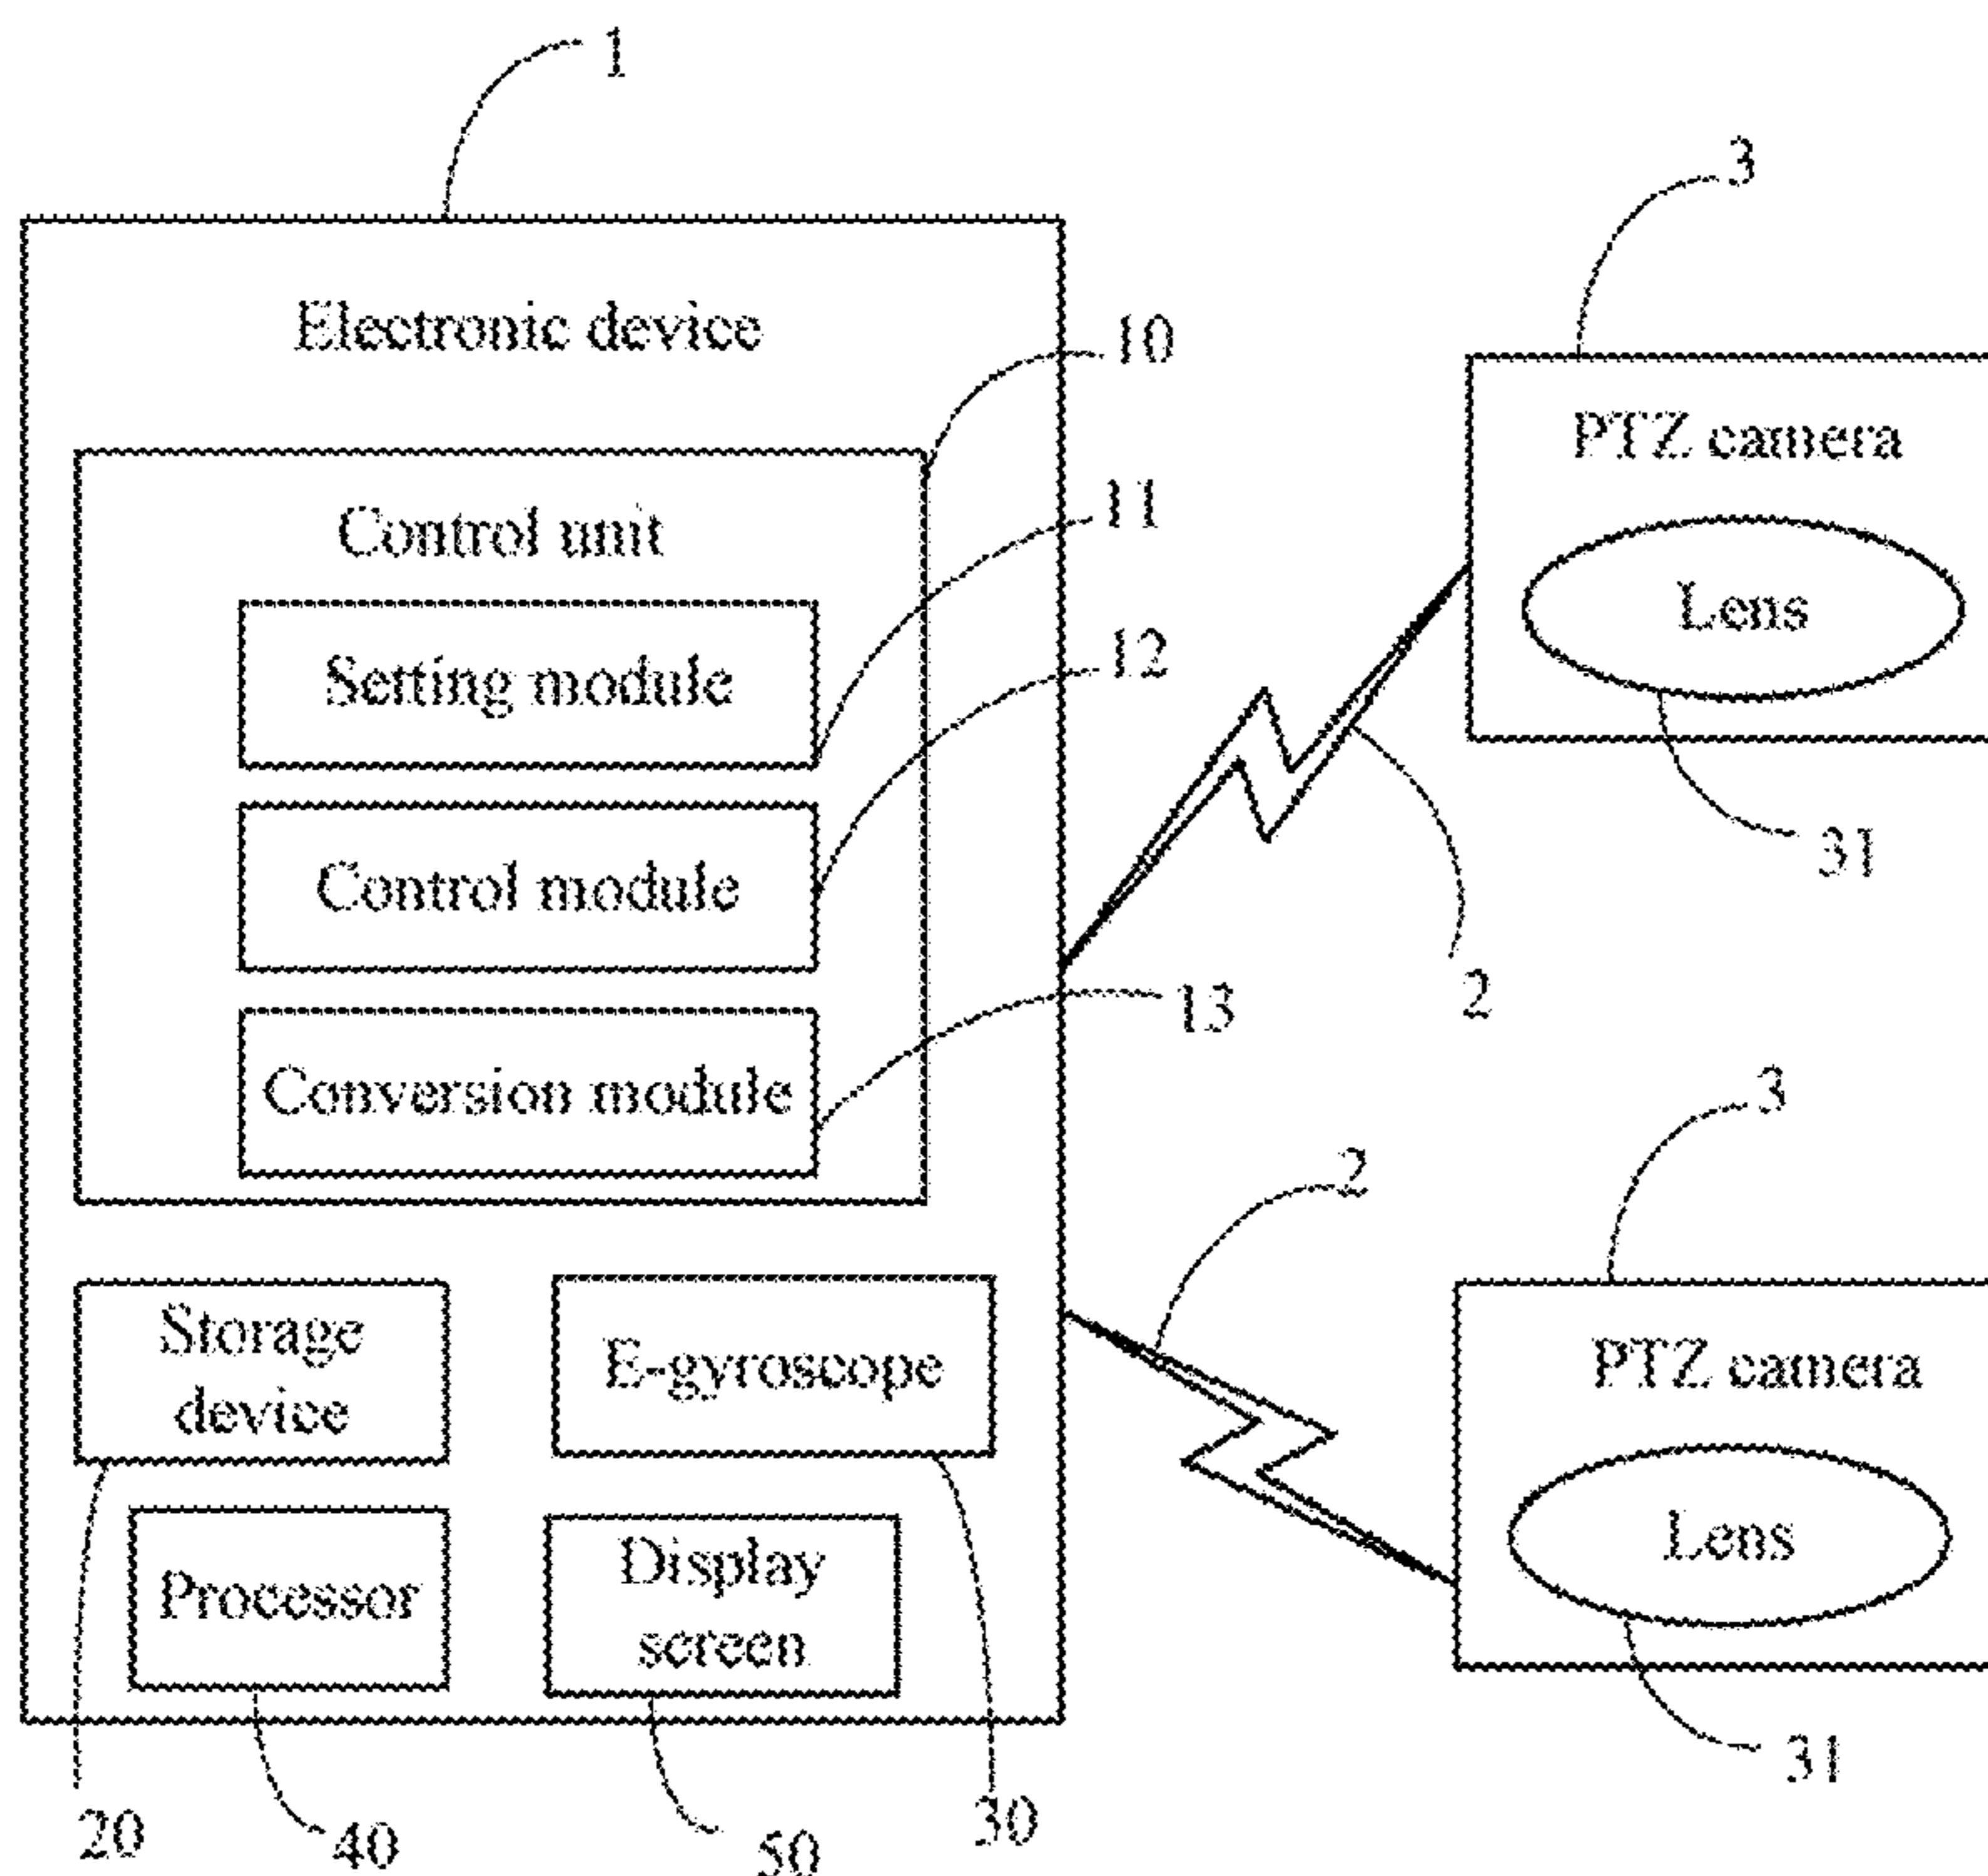 1
Electronic device
10
Control unit
11
Setting module
12
Control module
13
Conversion module
Storage
device
E-gyroscope
Processor
Display
screen
20
40
50
30
3
PTZ camera
Lens
31
2
2
3
PTZ camera
Lens
31